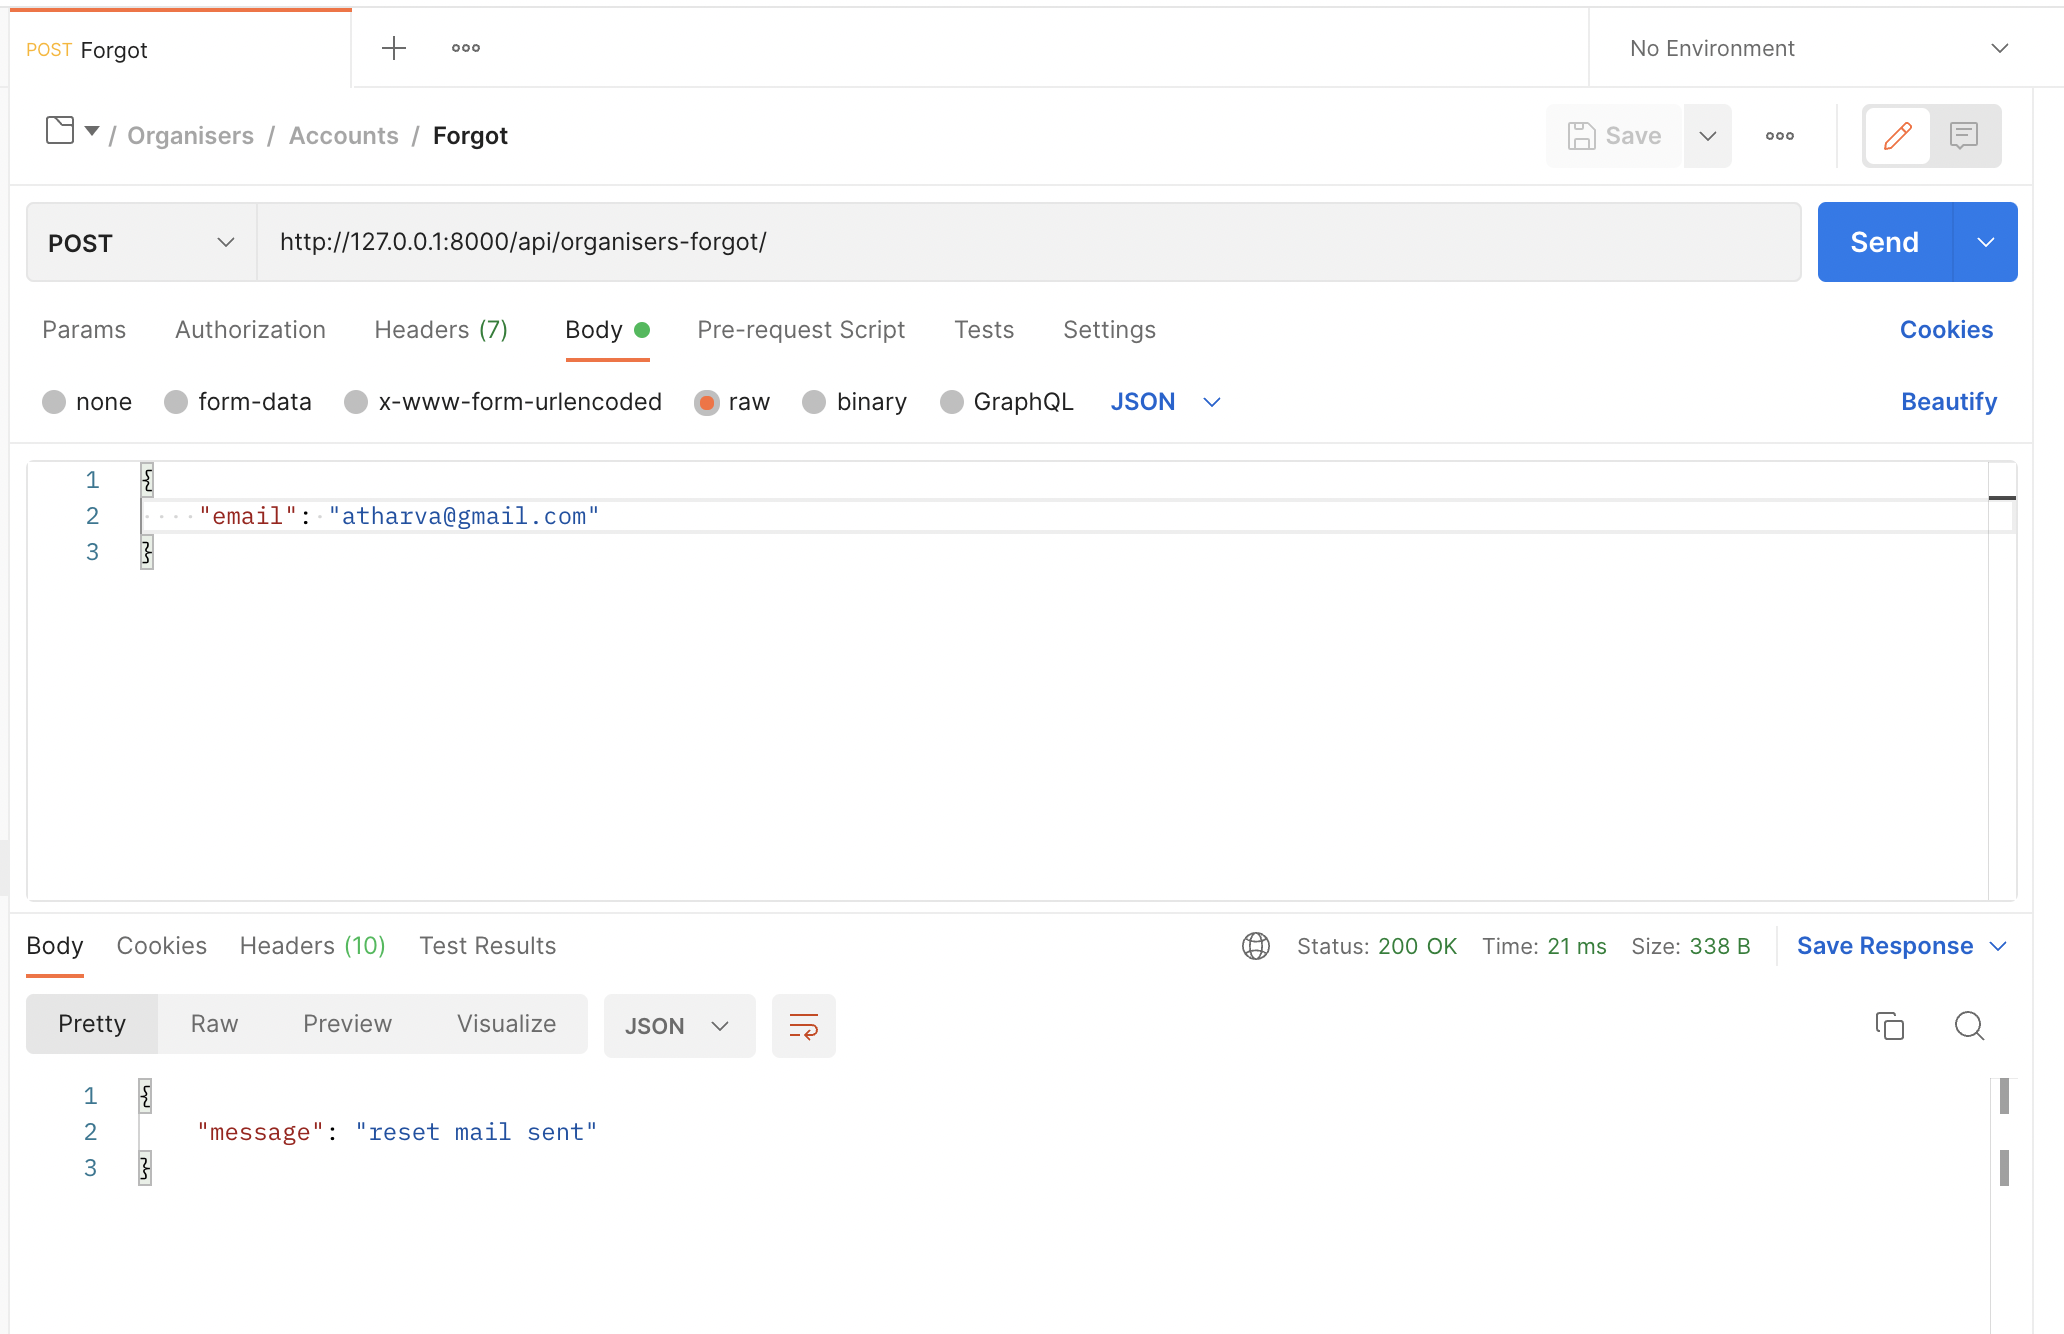 POST Forgot
No Environment
/ Organisers / Accounts / Forgot
Save
POST
http://127.0.0.1:8000/api/organisers-forgot/
Send
Params Authorization Headers (7) Body Pre-request Script Tests Settings Cookies
none form-data x-www-form-urlencoded raw binary GraphQL JSON Beautify
1 {
2 "email": "atharva@gmail.com"
3 }
Body Cookies Headers (10) Test Results Status: 200 OK Time: 21 ms Size: 338 B Save Response
Pretty Raw Preview Visualize JSON
1 {
2 "message": "reset mail sent"
3 }